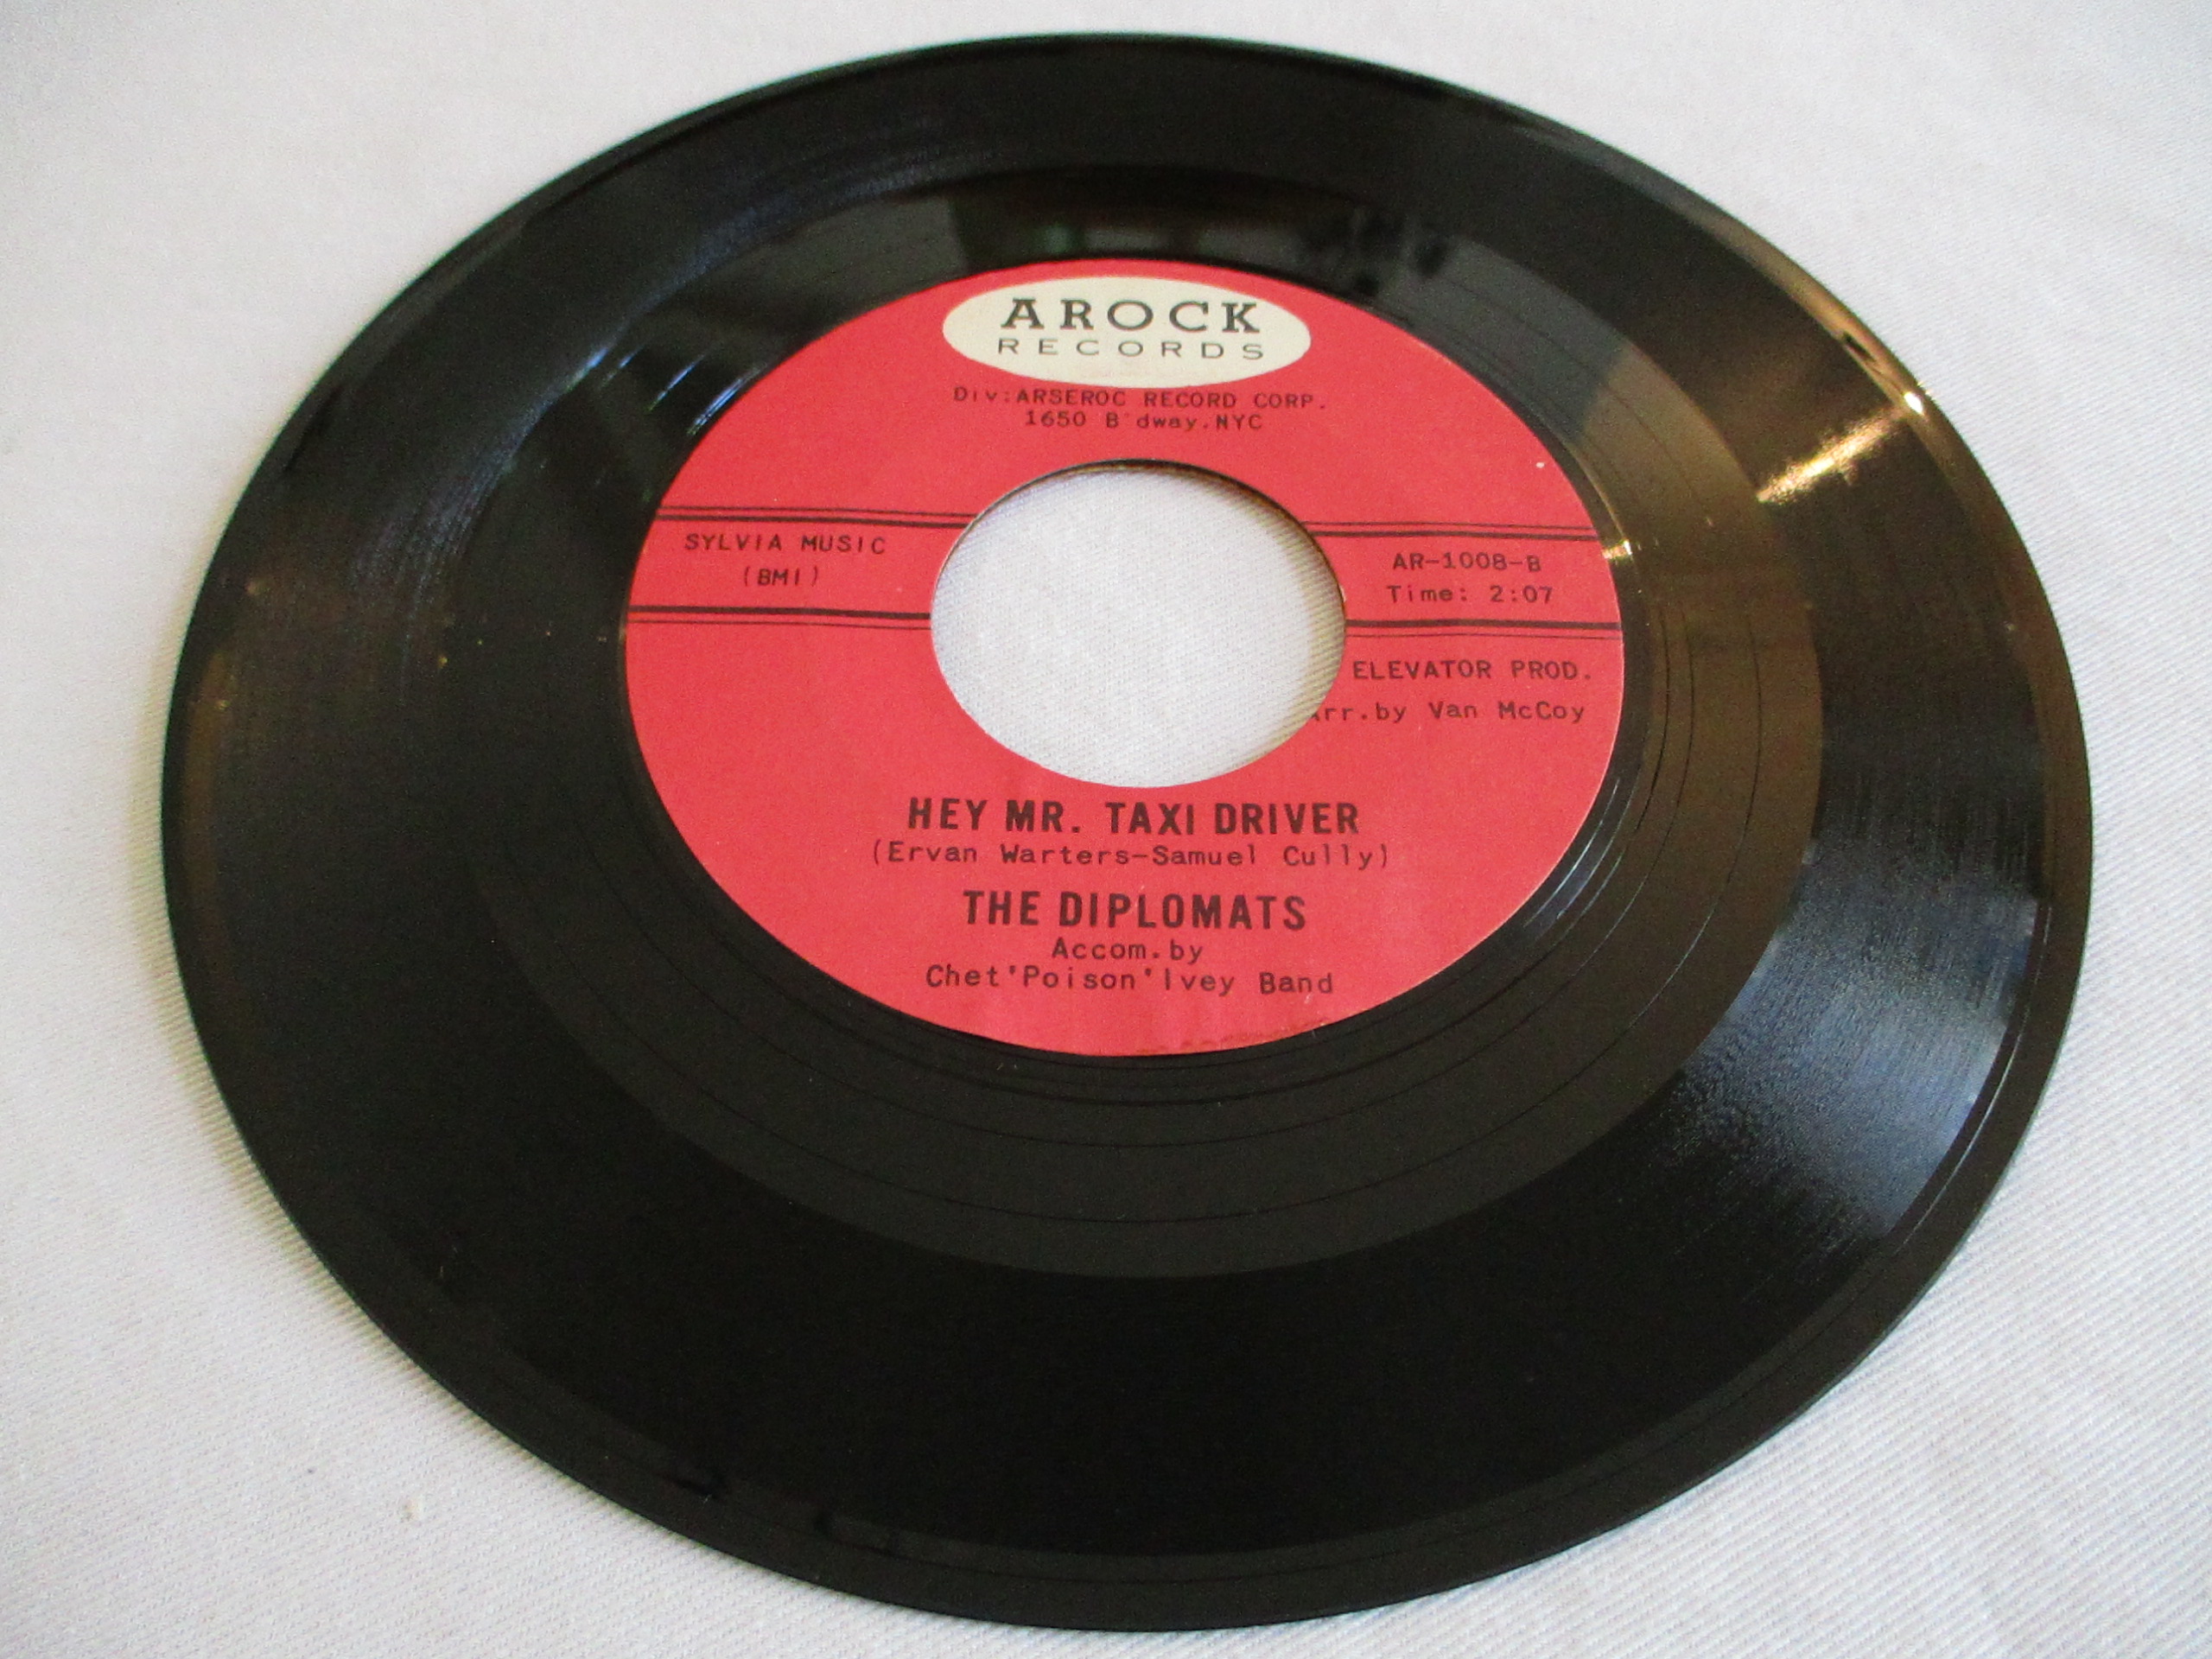 AROCK
RECORDS
Div:ARSEROC RECORD CORP.
1650 B'dway.NYC
SYLVIA MUSIC
(BMI)
AR-1008-B
Time: 2:07
ELEVATOR PROD.
Arr.by Van McCoy
HEY MR. TAXI DRIVER
(Ervan Warters-Samuel Cully)
THE DIPLOMATS
Accom.by
Chet'Poison'Ivey Band